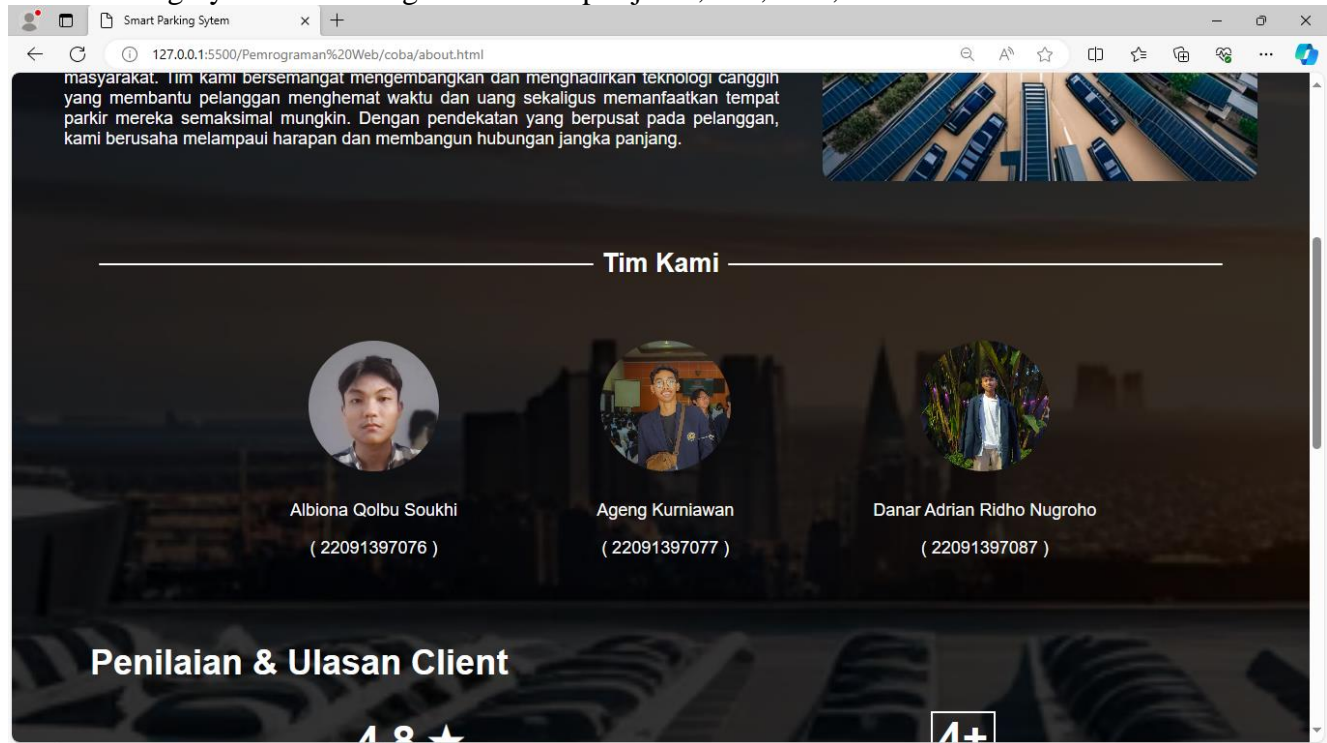 Smart Parking Sytem
127.0.0.1:5500/Pemrograman%20Web/coba/about.html
masyarakat. Tim kami bersemangat mengembangkan dan menghadirkan teknologi canggih
yang membantu pelanggan menghemat waktu dan uang sekaligus memanfaatkan tempat
parkir mereka semaksimal mungkin. Dengan pendekatan yang berpusat pada pelanggan,
kami berusaha melampaui harapan dan membangun hubungan jangka panjang.
Tim Kami
Albiona Qolbu Soukhi
Ageng Kurniawan
Danar Adrian Ridho Nugroho
( 22091397076 )
( 22091397077 )
( 22091397087 )
Penilaian & Ulasan Client
4.8 ★
4+